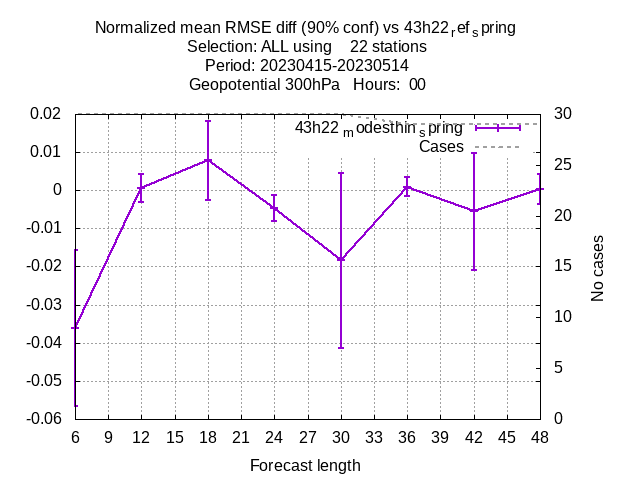 Normalized mean RMSE diff (90% conf) vs 43h22ᵣefₛpring
Selection: ALL using    22 stations
Period: 20230415-20230514
Geopotential 300hPa   Hours:  00
43h22ₘodesthinₛpring
Cases
0.02
0.01
0
-0.01
-0.02
-0.03
-0.04
-0.05
-0.06
30
25
20
15
10
5
0
No cases
6 9 12 15 18 21 24 27 30 33 36 39 42 45 48
Forecast length